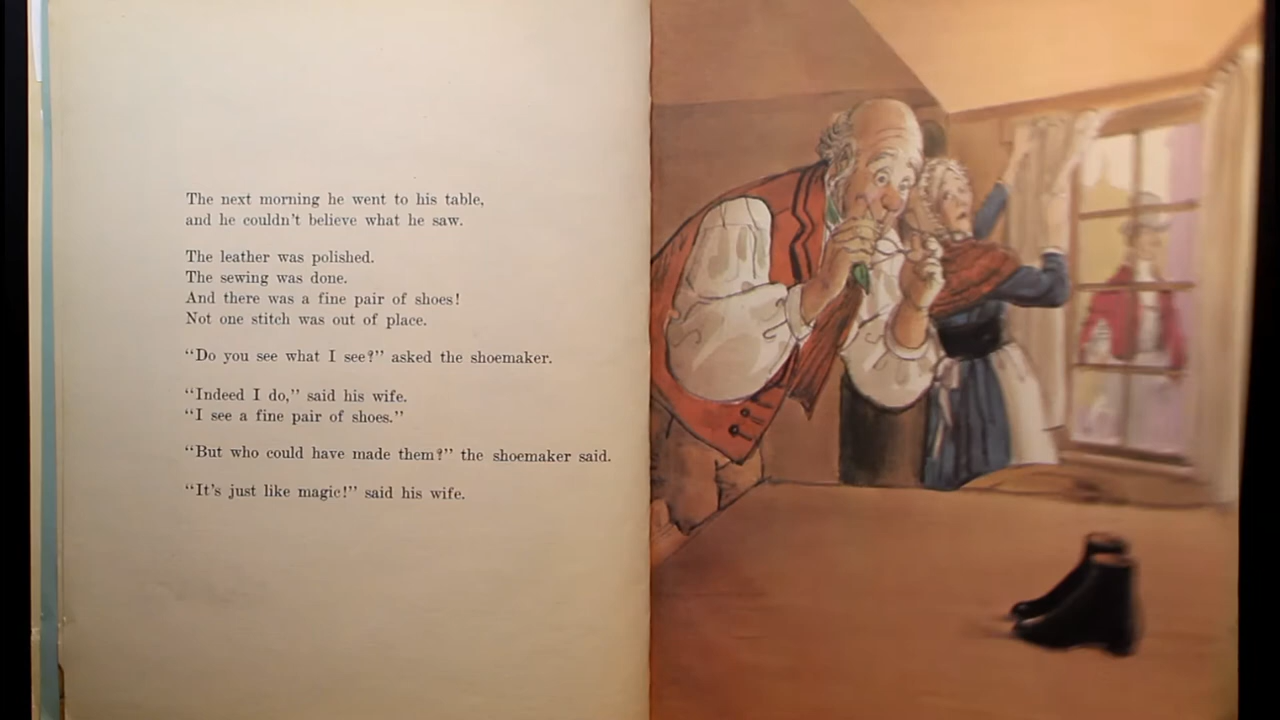 The next morning he went to his table,
and he couldn't believe what he saw.
The leather was polished.
The sewing was done.
And there was a fine pair of shoes!
Not one stitch was out of place.
“Do you see what I see?” asked the shoemaker.
“Indeed I do,” said his wife.
“I see a fine pair of shoes.”
“But who could have made them?” the shoemaker said.
“It's just like magic!” said his wife.